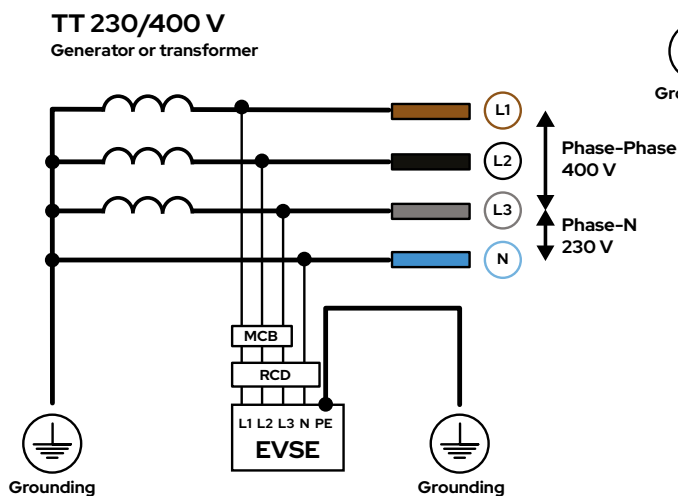 TT 230/400 V
Generator or transformer
L1
L2
Phase-Phase
400 V
L3
Phase-N
230 V
N
MCB
RCD
L1 L2 L3 N PE
EVSE
Grounding
Grounding